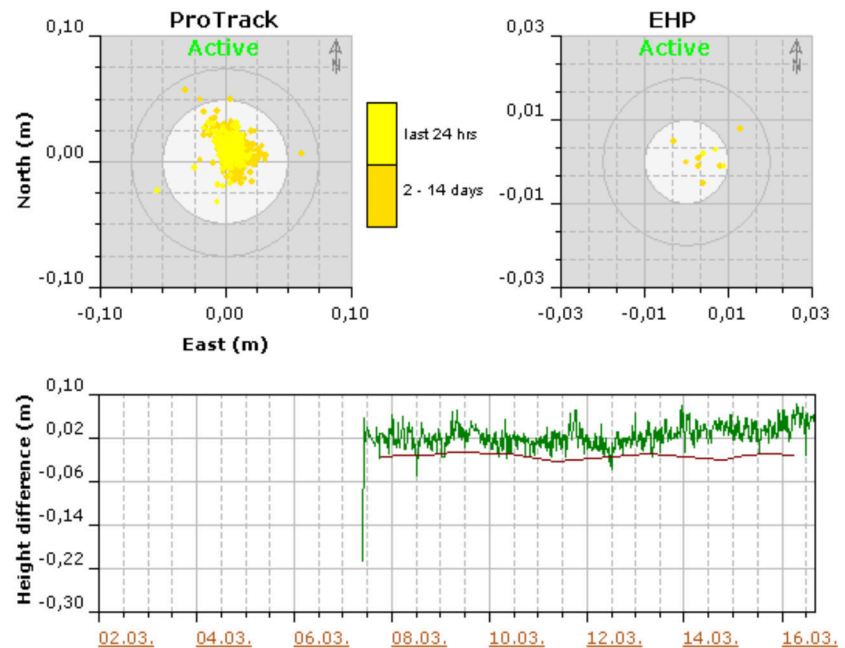 ProTrack
EHP
Active
Active
North (m)
0,10
0,00
-0,10
-0,10
0,00
0,10
East (m)
last 24 hrs
2 - 14 days
0,03
0,01
-0,01
-0,03
-0,03
-0,01
0,01
0,03
N
N
Height difference (m)
0,10
0,02
-0,06
-0,14
-0,22
-0,30
02.03.
04.03.
06.03.
08.03.
10.03.
12.03.
14.03.
16.03.